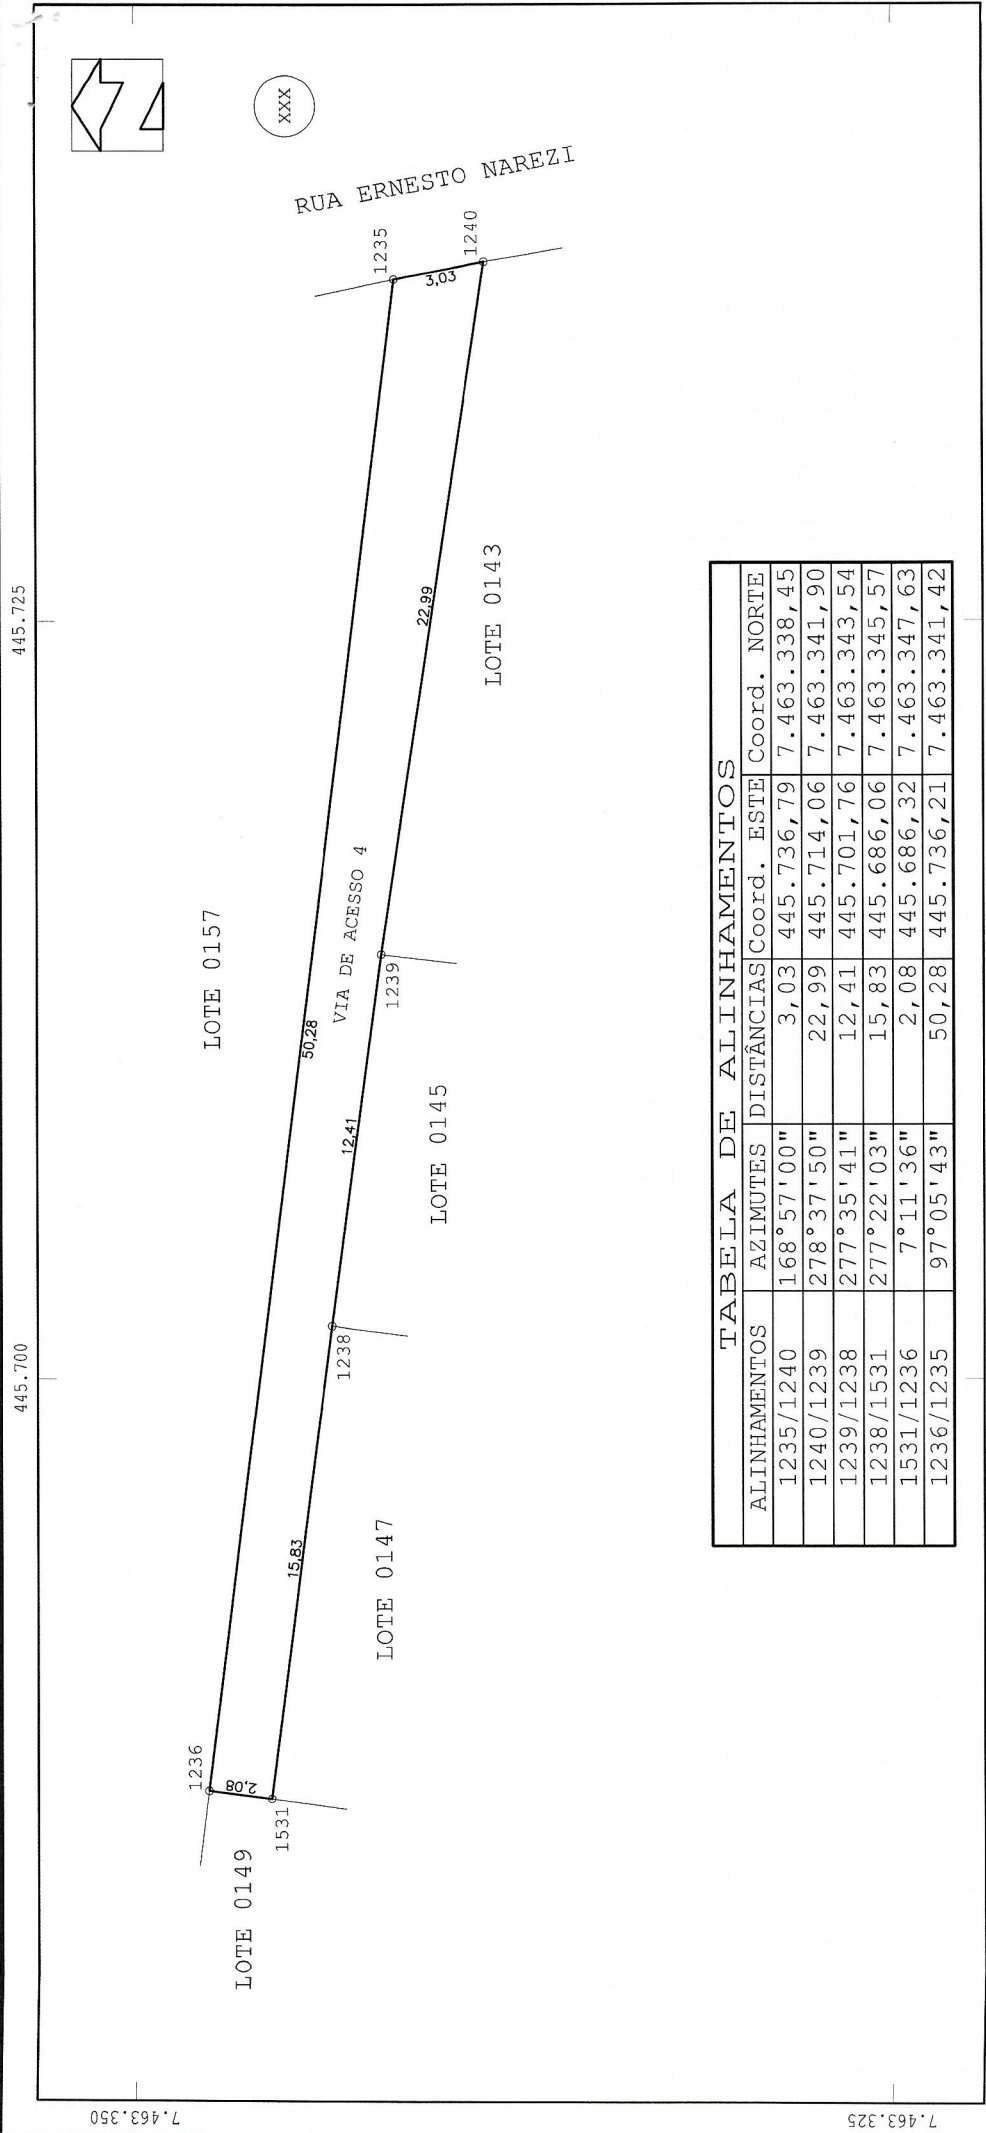 7.463.350
7.463.325
445.700
445.725
N
XXX
RUA ERNESTO NAREZI
LOTE 0157
LOTE 0149
1236
2,08
1531
50,28
VIA DE ACESSO 4
1235
3,03
1240
15,83
1238
12,41
1239
22,99
LOTE 0147
LOTE 0145
LOTE 0143
TABELA DE ALINHAMENTOS
ALINHAMENTOS AZIMUTES DISTÂNCIAS Coord. ESTE Coord. NORTE
1235/1240 168°57'00" 3,03 445.736,79 7.463.338,45
1240/1239 278°37'50" 22,99 445.714,06 7.463.341,90
1239/1238 277°35'41" 12,41 445.701,76 7.463.343,54
1238/1531 277°22'03" 15,83 445.686,06 7.463.345,57
1531/1236 7°11'36" 2,08 445.686,32 7.463.347,63
1236/1235 97°05'43" 50,28 445.736,21 7.463.341,42